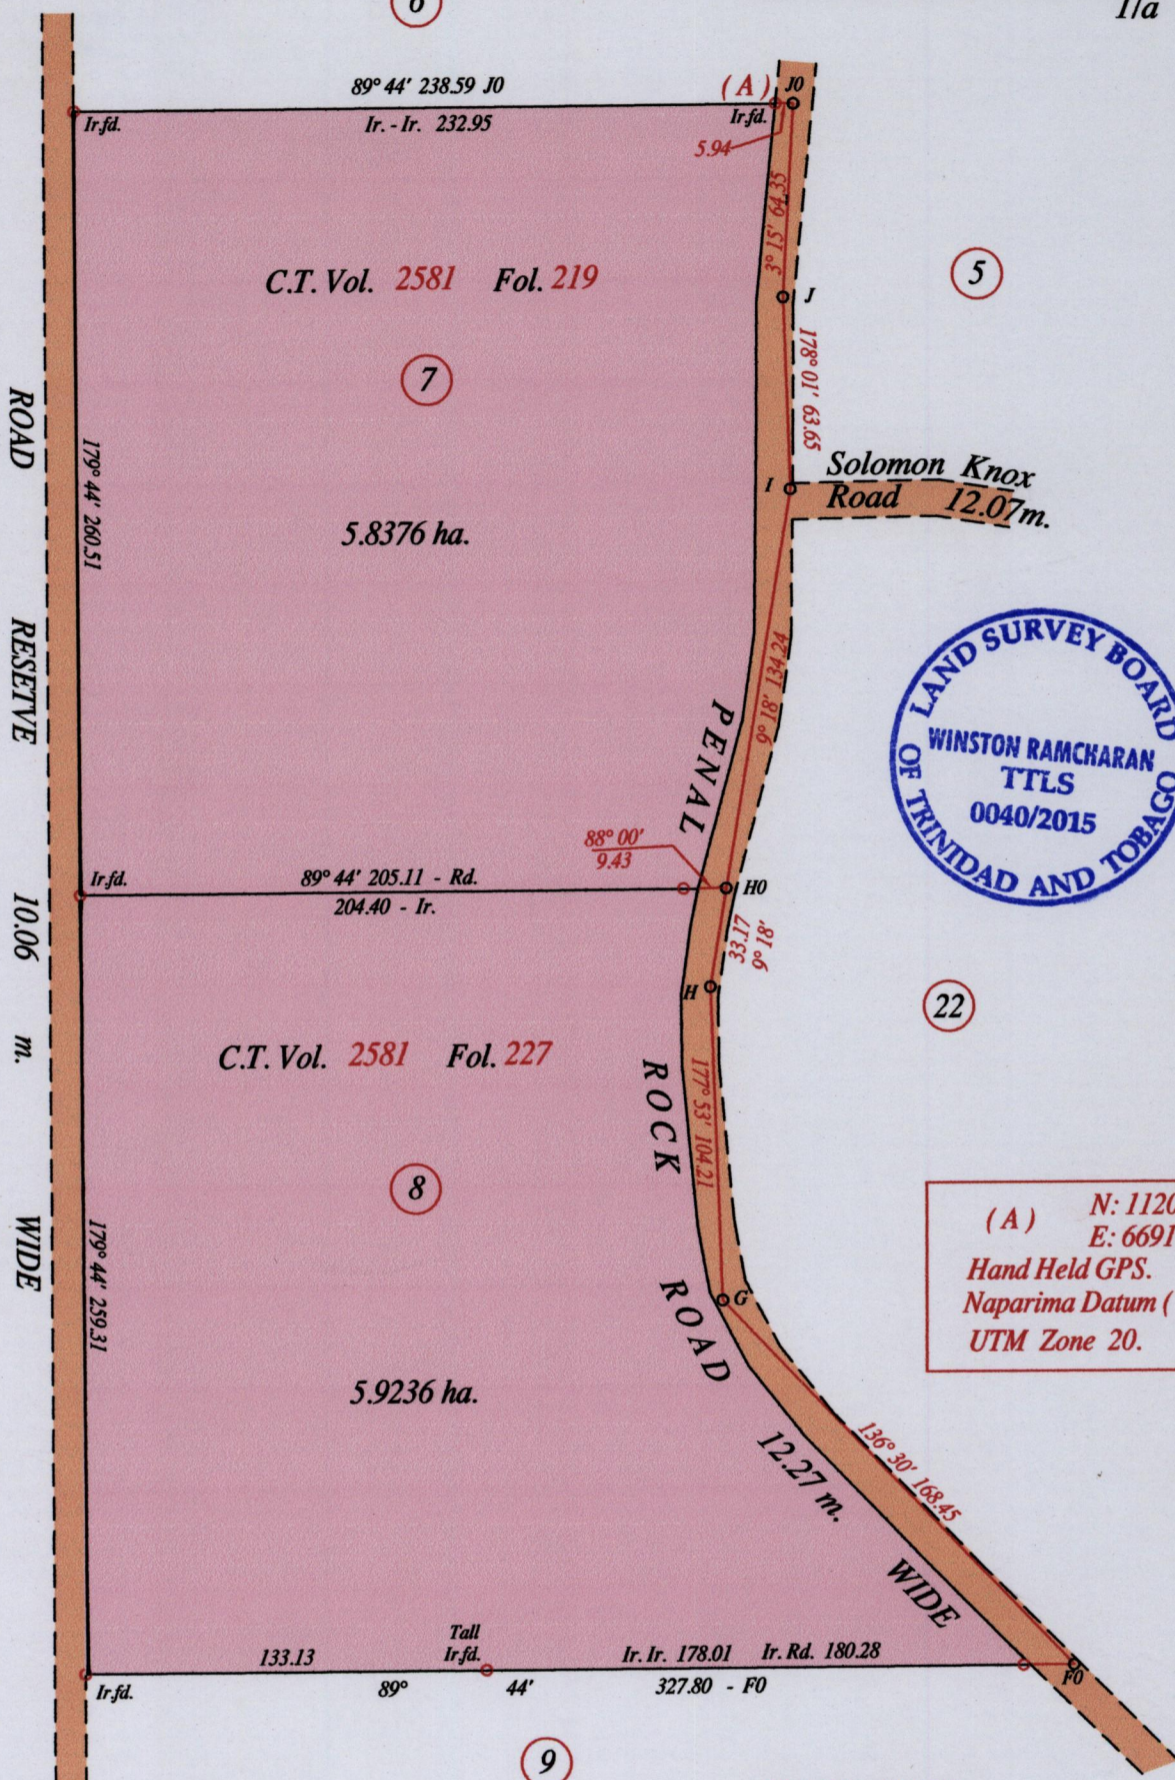 6
1/a
89° 44' 238.59 J0
(A)
J0
Ir.fd.
Ir. - Ir. 232.95
Ir.fd.
5.94
3° 15' 64.35
C.T. Vol. 2581 Fol. 219
5
J
7
178° 01' 63.65
ROAD RESETVE 10.06 m. WIDE
179° 44' 260.51
Solomon Knox
I
Road 12.07m.
5.8376 ha.
9° 18' 134.24
LAND SURVEY BOARD
WINSTON RAMCHARAN
TTLS
0040/2015
OF TRINIDAD AND TOBAGO
PENAL ROCK ROAD 12.27 m. WIDE
88° 00'
9.43
Ir.fd.
89° 44' 205.11 - Rd.
H0
204.40 - Ir.
33.17
9° 18'
H
22
C.T. Vol. 2581 Fol. 227
177° 53' 104.21
8
179° 44' 259.31
(A) N: 1120
E: 6691
Hand Held GPS.
Naparima Datum (
UTM Zone 20.
G
5.9236 ha.
136° 30' 168.45
Tall
133.13
Ir.fd.
Ir. Ir. 178.01
Ir. Rd. 180.28
Ir.fd.
89° 44'
327.80 - F0
F0
9